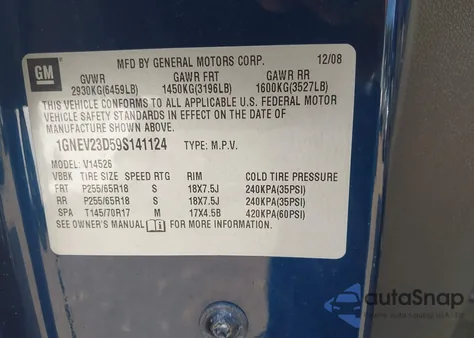 GM
MFD BY GENERAL MOTORS CORP. 12/08
GVWR GAWR FRT GAWR RR
2930KG(6459LB) 1450KG(3196LB) 1600KG(3527LB)
THIS VEHICLE CONFORMS TO ALL APPLICABLE U.S. FEDERAL MOTOR
VEHICLE SAFETY STANDARDS IN EFFECT ON THE DATE OF
MANUFACTURE SHOWN ABOVE.
1GNEV23D59S141124 TYPE: M.P.V.
MODEL: V14526
VBBK TIRE SIZE SPEED RTG RIM COLD TIRE PRESSURE
FRT P255/65R18 S 18X7.5J 240KPA(35PSI)
RR P255/65R18 S 18X7.5J 240KPA(35PSI)
SPA T145/70R17 M 17X4.5B 420KPA(60PSI)
SEE OWNER'S MANUAL FOR MORE INFORMATION.
autoSnap